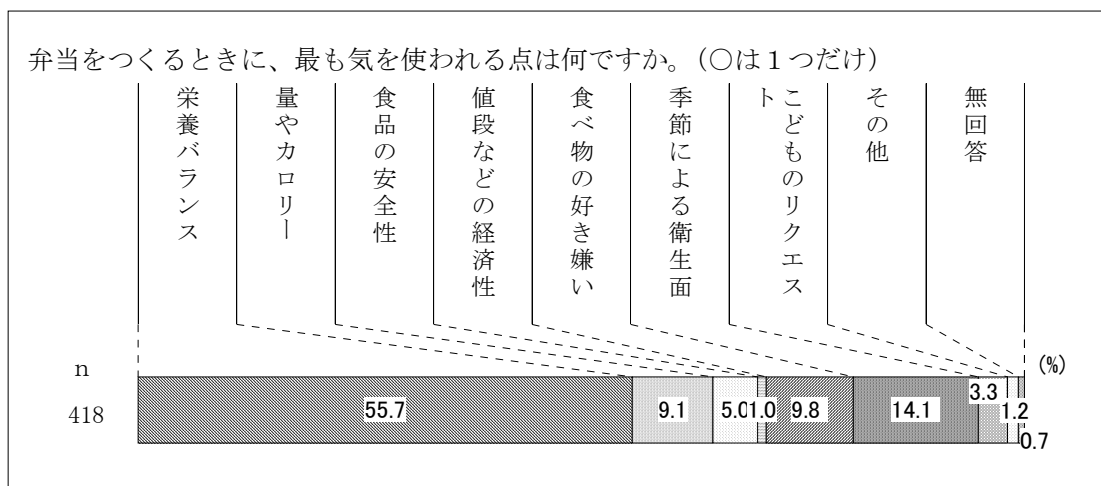 弁当をつくるときに、最も気を使われる点は何ですか。（○は１つだけ）
栄養バランス
量やカロリー
食品の安全性
値段などの経済性
食べ物の好き嫌い
季節による衛生面
こどものリクエス
ト
その他
無回答
(%)
n
418
55.7
9.1
5.0
1.0
9.8
14.1
3.3
1.2
0.7